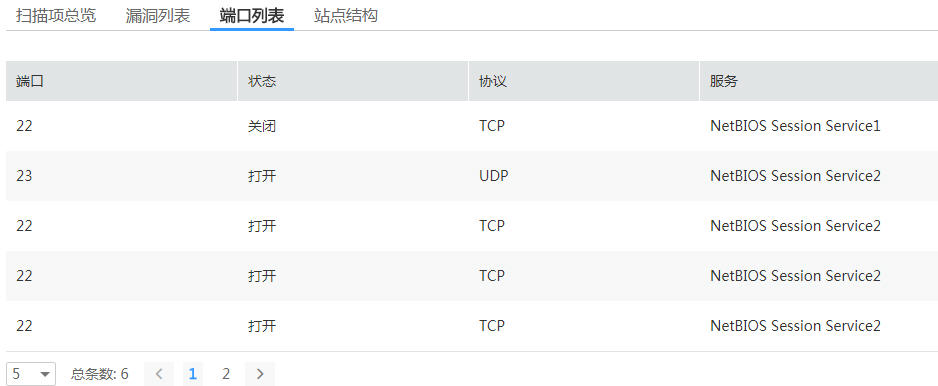 扫描项总览 漏洞列表 端口列表 站点结构
端口 状态 协议 服务
22 关闭 TCP NetBIOS Session Service1
23 打开 UDP NetBIOS Session Service2
22 打开 TCP NetBIOS Session Service2
22 打开 TCP NetBIOS Session Service2
22 打开 TCP NetBIOS Session Service2
5 总条数: 6 < 1 2 >